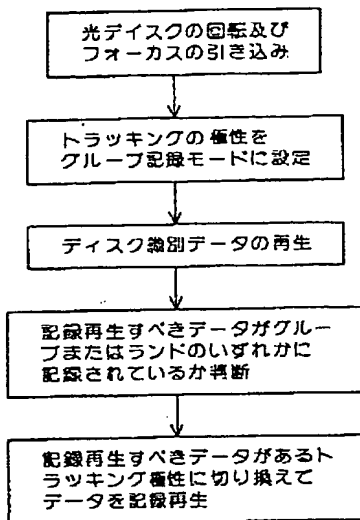 光ディスクの回転及び
フォーカスの引き込み
トラッキングの極性を
グルーブ記録モードに設定
ディスク識別データの再生
記録再生すべきデータがグルー
ブまたはランドのいずれかに
記録されているか判断
記録再生すべきデータがあるト
ラッキング極性に切り換えて
データを記録再生